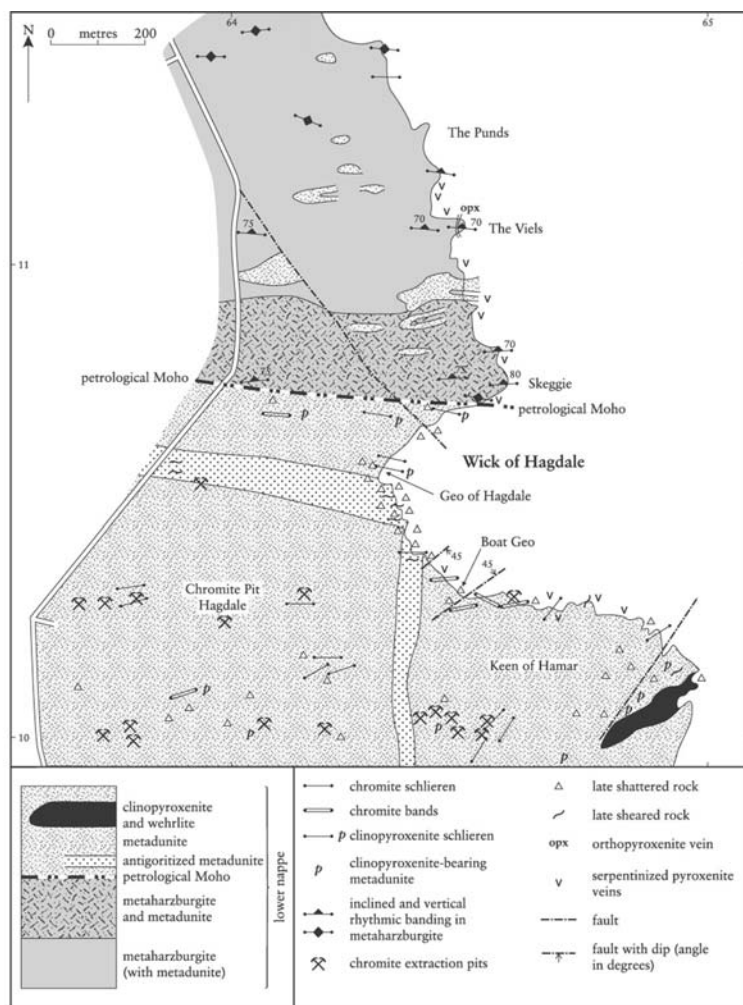 64
65
N
0 metres 200
The Punds
opx
70
70
The Viels
75
11
70
petrological Moho
80
Skeggie
petrological Moho
p
p
p
Wick of Hagdale
p
Geo of Hagdale
45
Boat Geo
45
Chromite Pit
Hagdale
Keen of Hamar
p
p
p
p
p
10
p
p
p
clinopyroxenite
and wehrlite
metadunite
antigoritized metadunite
petrological Moho
metaharzburgite
and metadunite
metaharzburgite
(with metadunite)
lower nappe
chromite schlieren
chromite bands
p clinopyroxenite schlieren
p clinopyroxenite-bearing
metadunite
inclined and vertical
rhythmic banding in
metaharzburgite
chromite extraction pits
late shattered rock
late sheared rock
opx orthopyroxenite vein
v serpentinized pyroxenite
veins
fault
fault with dip (angle
in degrees)